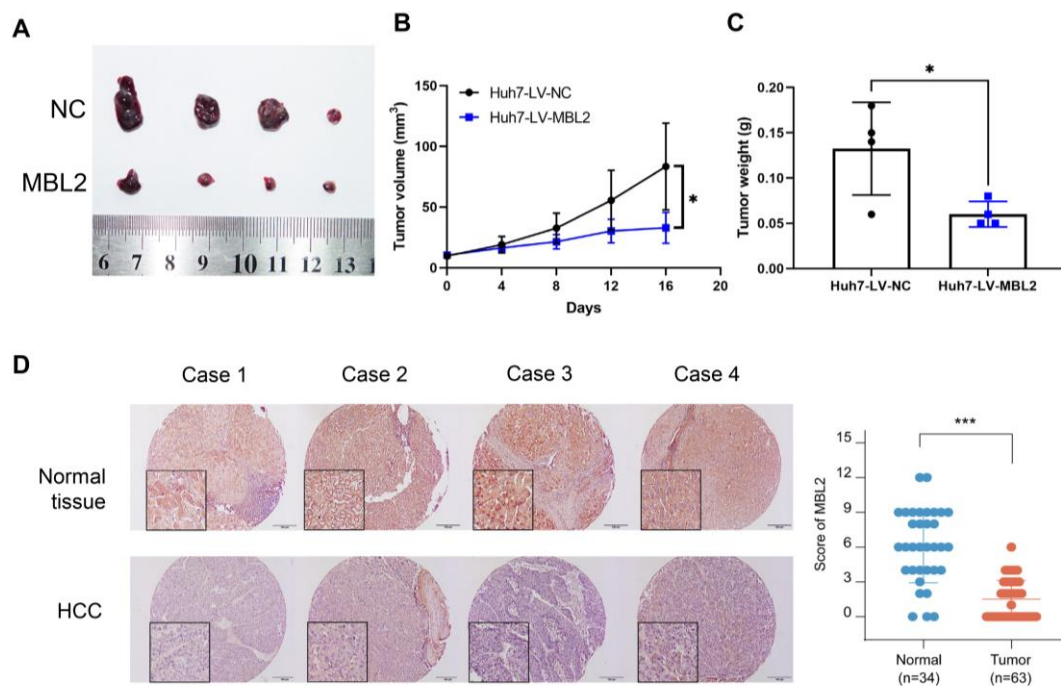 A
NC
MBL2
6 7 8 9 10 11 12 13
B
Huh7-LV-NC
Huh7-LV-MBL2
Tumor volume (mm³)
150
100
50
0
*
0 4 8 12 16 20
Days
C
*
Tumor weight (g)
0.20
0.15
0.10
0.05
0.00
Huh7-LV-NC Huh7-LV-MBL2
D
Case 1 Case 2 Case 3 Case 4
Normal
tissue
HCC
***
Score of MBL2
15
12
9
6
3
0
Normal Tumor
(n=34) (n=63)